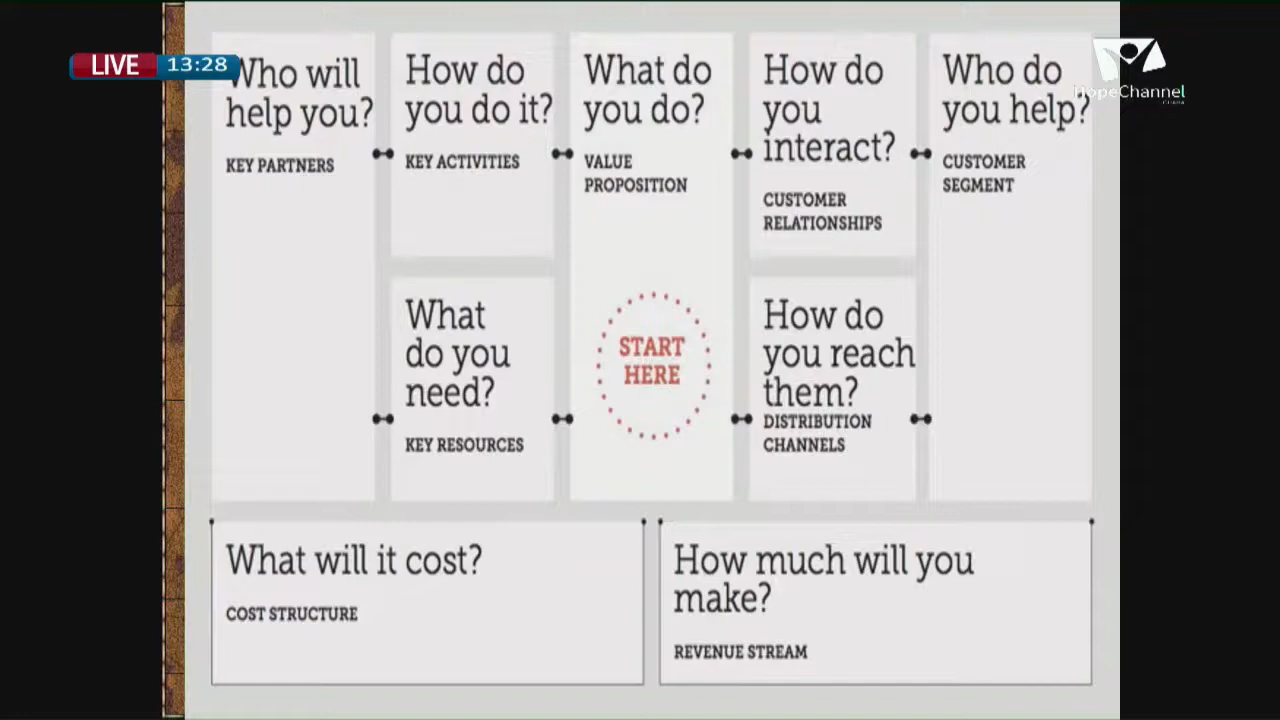 LIVE 13:28
HopeChannel
Who will
help you?
KEY PARTNERS
How do
you do it?
KEY ACTIVITIES
What
do you
need?
KEY RESOURCES
What do
you do?
VALUE
PROPOSITION
START
HERE
How do
you
interact?
CUSTOMER
RELATIONSHIPS
How do
you reach
them?
DISTRIBUTION
CHANNELS
Who do
you help?
CUSTOMER
SEGMENT
What will it cost?
COST STRUCTURE
How much will you
make?
REVENUE STREAM